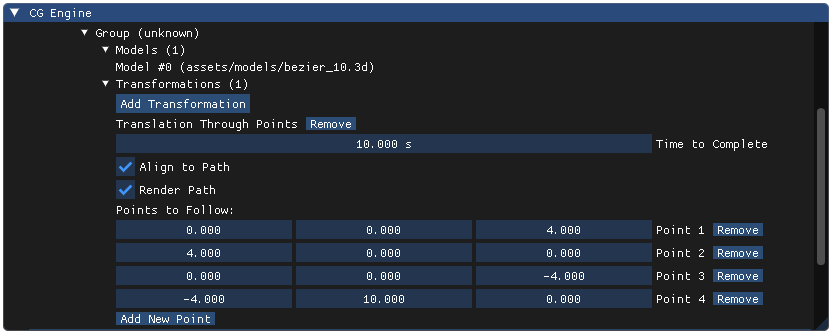 CG Engine
Group (unknown)
Models (1)
Model #0 (assets/models/bezier_10.3d)
Transformations (1)
Add Transformation
Translation Through Points Remove
10.000 s Time to Complete
Align to Path
Render Path
Points to Follow:
0.000 0.000 4.000 Point 1 Remove
4.000 0.000 0.000 Point 2 Remove
0.000 0.000 -4.000 Point 3 Remove
-4.000 10.000 0.000 Point 4 Remove
Add New Point